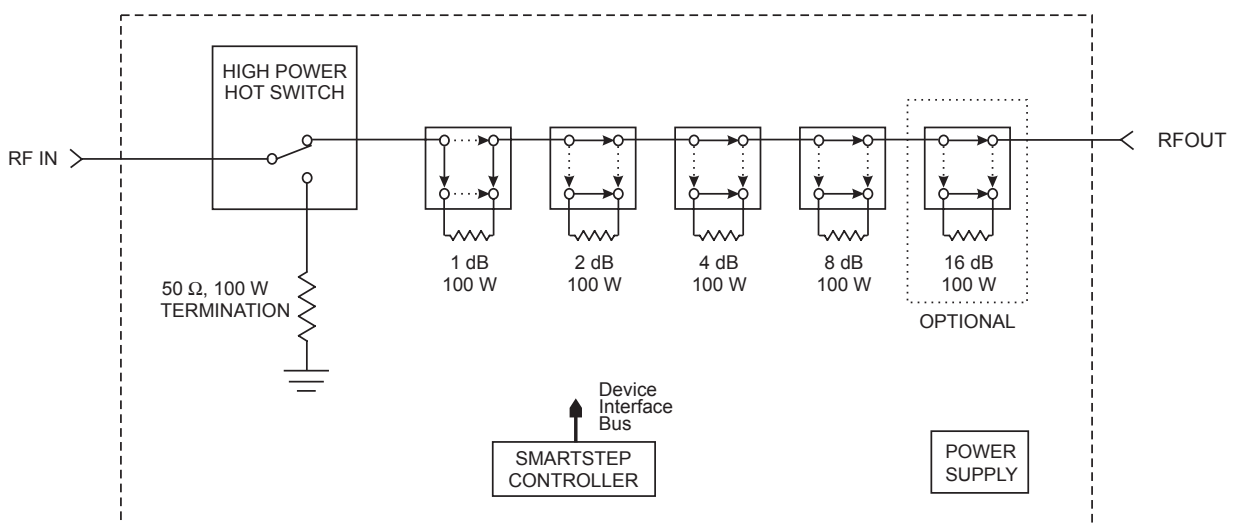 HIGH POWER
HOT SWITCH
RF IN
RFOUT
1 dB
100 W
2 dB
100 W
4 dB
100 W
8 dB
100 W
16 dB
100 W
50 Ω, 100 W
TERMINATION
OPTIONAL
Device
Interface
Bus
SMARTSTEP
CONTROLLER
POWER
SUPPLY